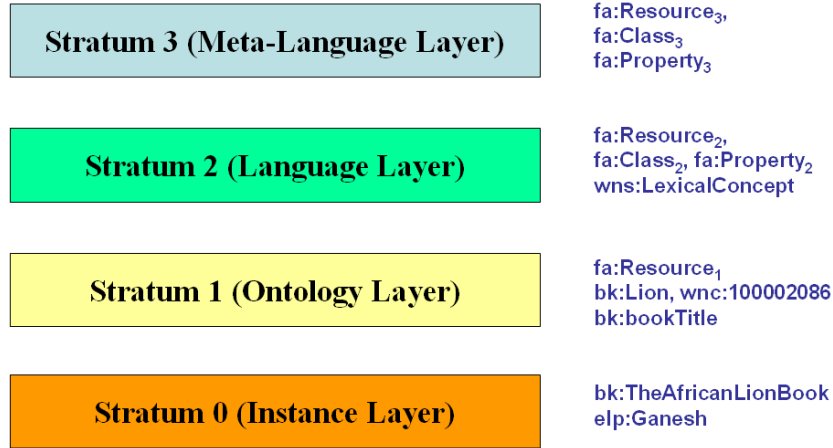 Stratum 3 (Meta-Language Layer)
fa:Resource₃,
fa:Class₃
fa:Property₃
Stratum 2 (Language Layer)
fa:Resource₂,
fa:Class₂, fa:Property₂
wns:LexicalConcept
Stratum 1 (Ontology Layer)
fa:Resource₁
bk:Lion, wnc:100002086
bk:bookTitle
Stratum 0 (Instance Layer)
bk:TheAfricanLionBook
elp:Ganesh